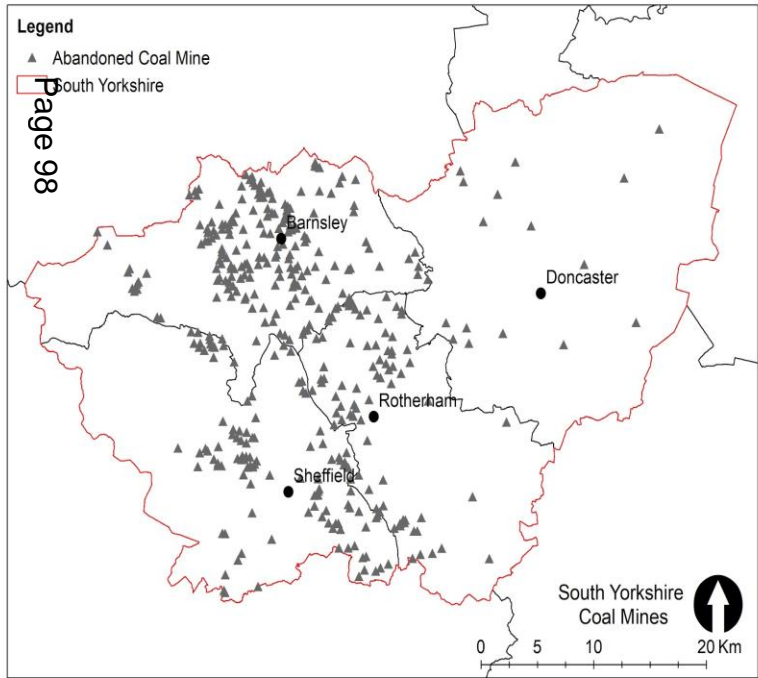 Legend
Abandoned Coal Mine
South Yorkshire
Page 98
Barnsley
Doncaster
Rotherham
Sheffield
South Yorkshire
Coal Mines
0 5 10 20 Km